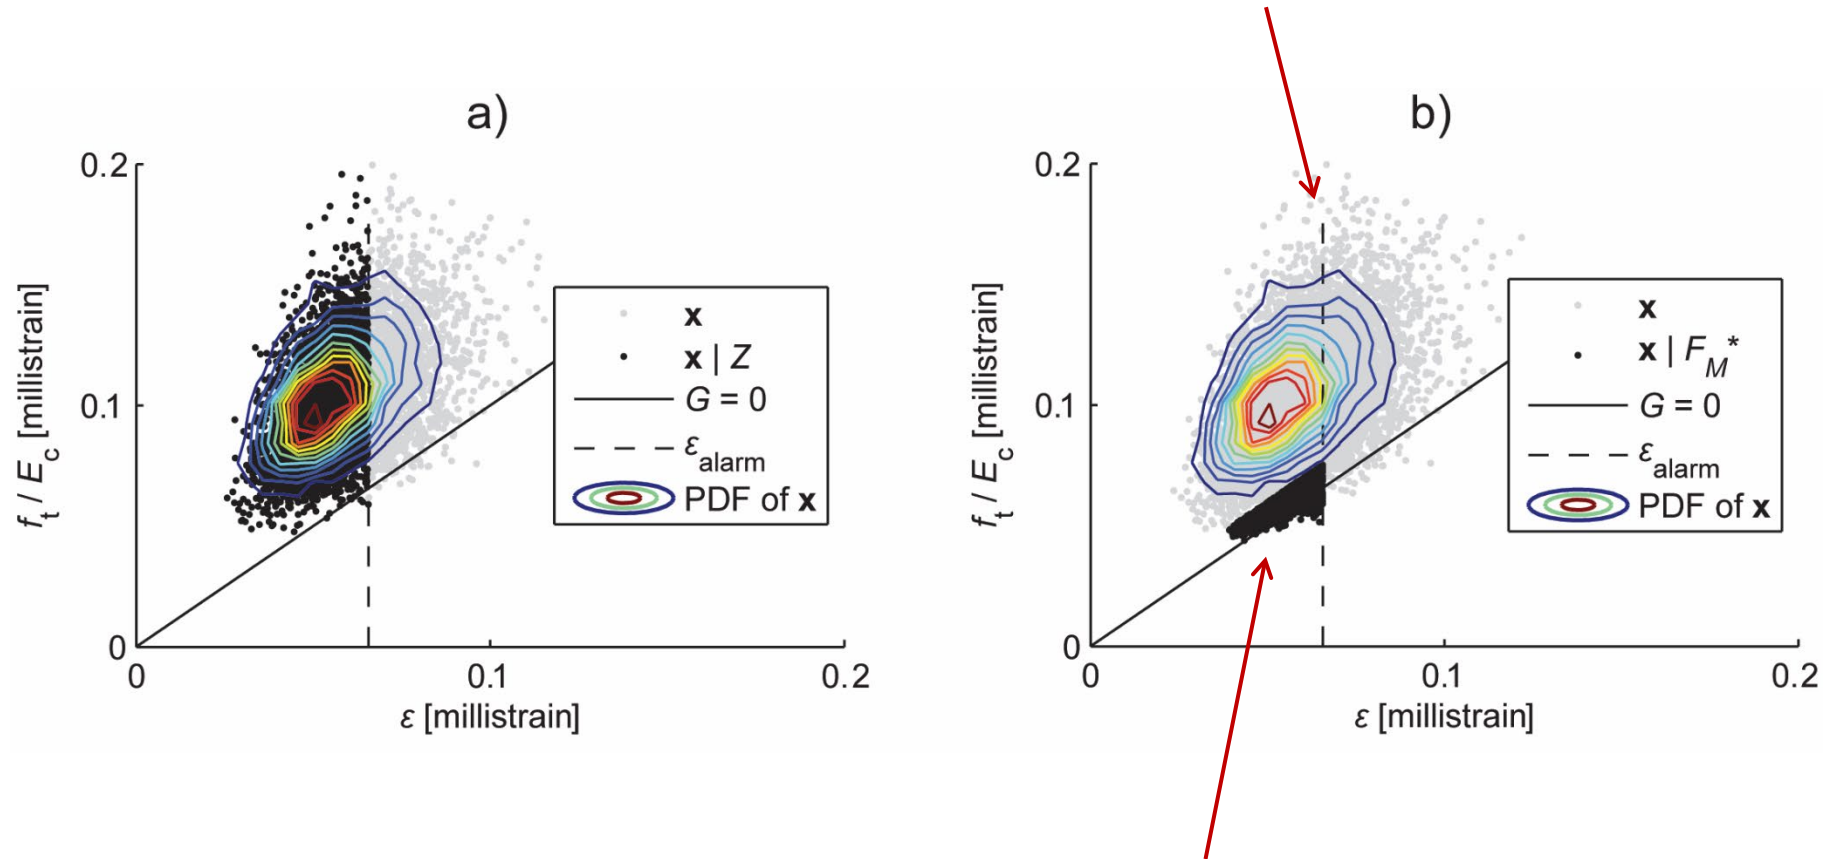 a)
0.2
0.1
0
0
0.1
0.2
f_t / E_c [millistrain]
ε [millistrain]
x
x | Z
G = 0
ε_alarm
PDF of x
b)
0.2
0.1
0
0
0.1
0.2
f_t / E_c [millistrain]
ε [millistrain]
x
x | F_M*
G = 0
ε_alarm
PDF of x